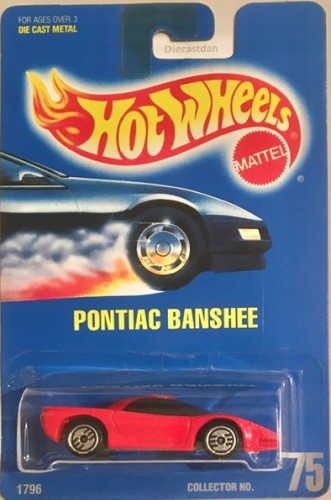 FOR AGES OVER 3
DIE CAST METAL
Diecastdan
HOT WHEELS
®
MATTEL
®
PONTIAC BANSHEE
1796
COLLECTOR NO.
75